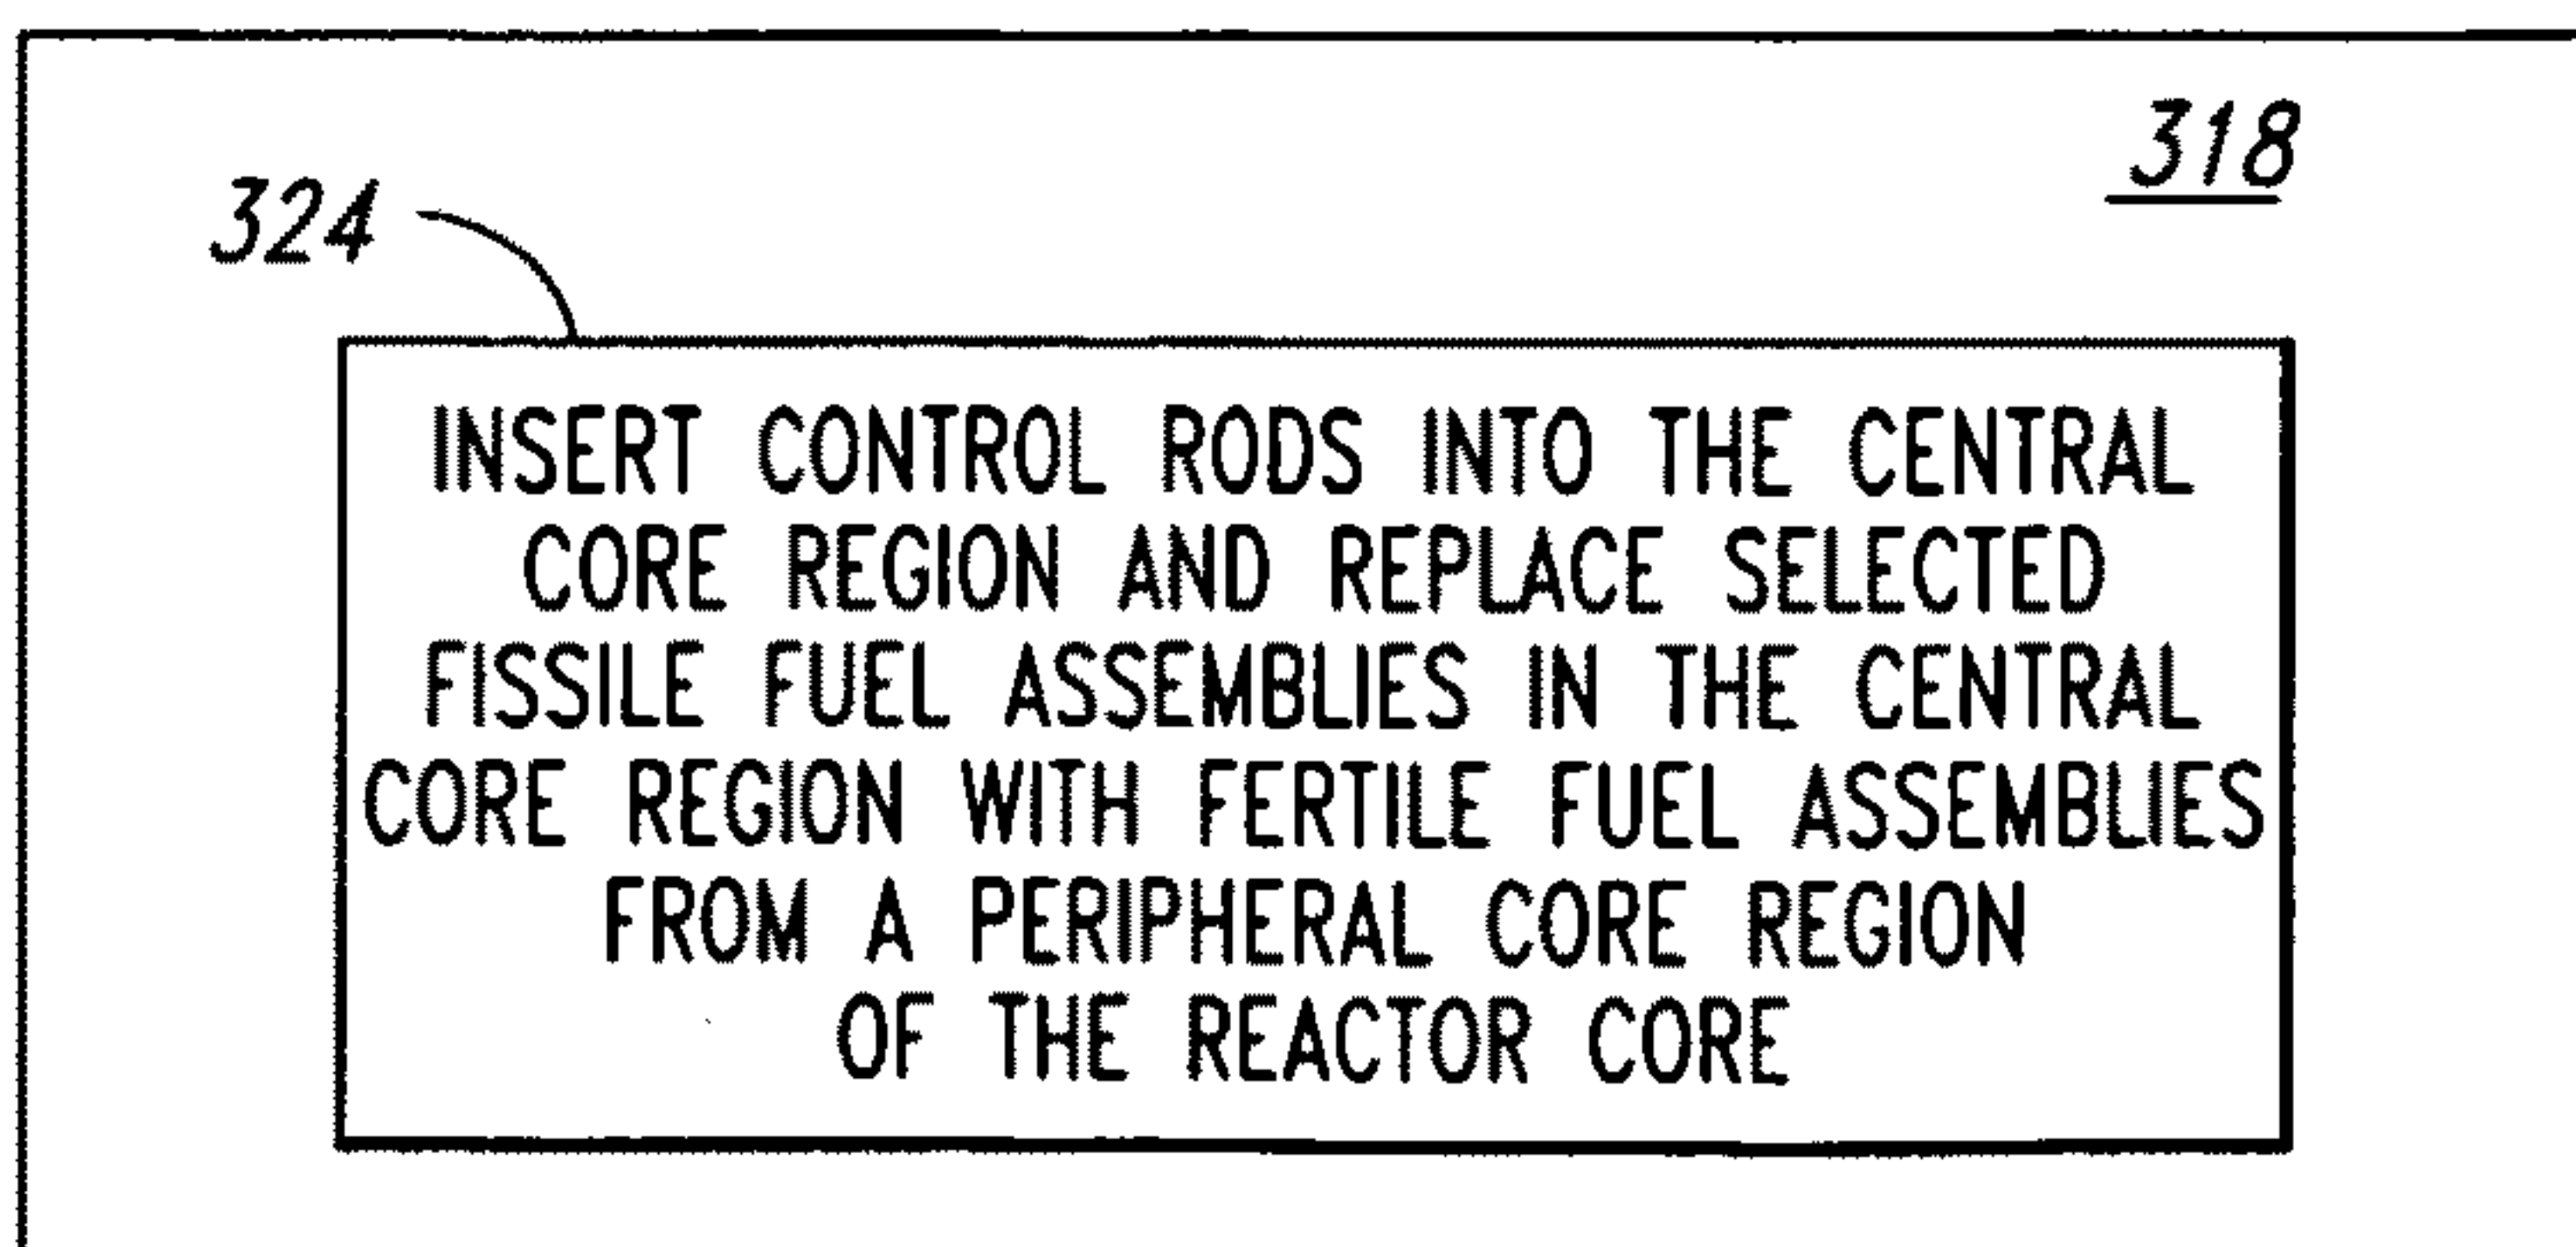 318
324
INSERT CONTROL RODS INTO THE CENTRAL
CORE REGION AND REPLACE SELECTED
FISSILE FUEL ASSEMBLIES IN THE CENTRAL
CORE REGION WITH FERTILE FUEL ASSEMBLIES
FROM A PERIPHERAL CORE REGION
OF THE REACTOR CORE